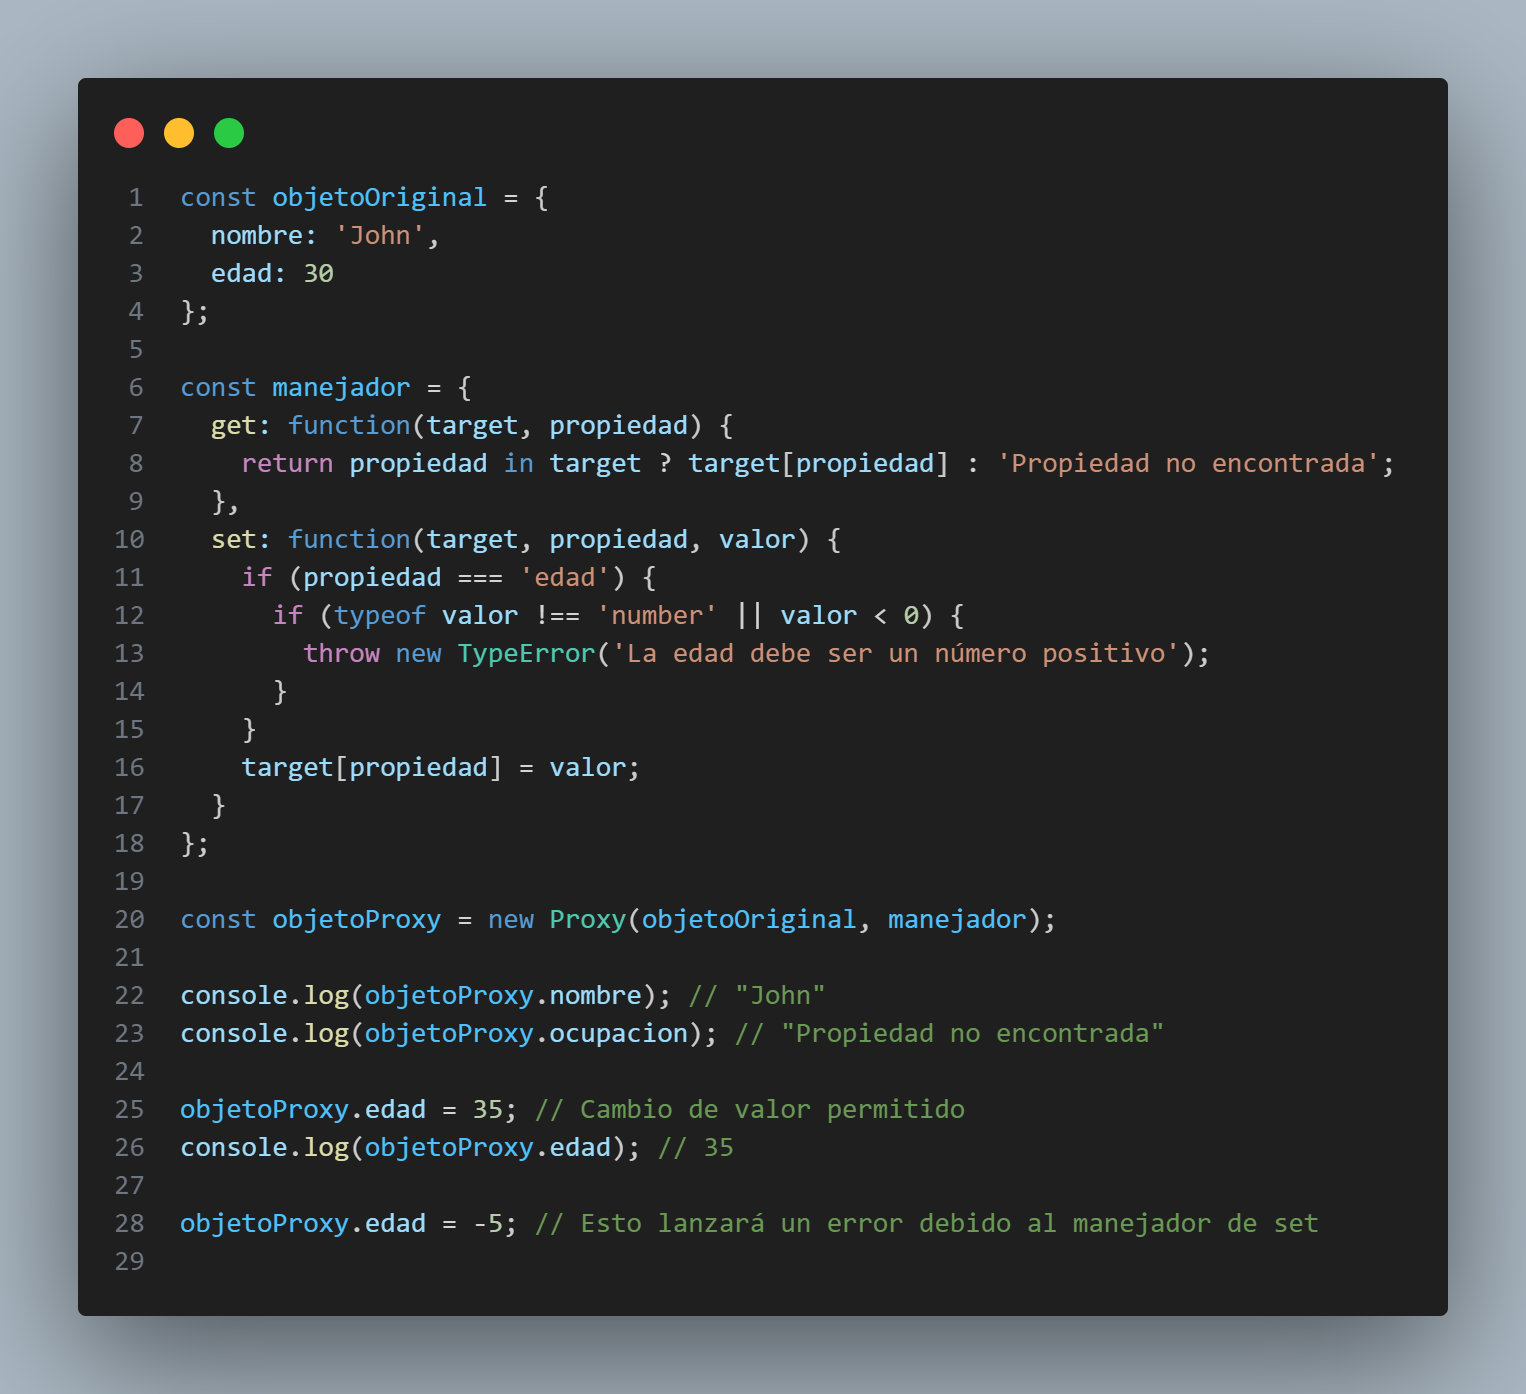 1 const objetoOriginal = {
2   nombre: 'John',
3   edad: 30
4 };
5
6 const manejador = {
7   get: function(target, propiedad) {
8     return propiedad in target ? target[propiedad] : 'Propiedad no encontrada';
9   },
10   set: function(target, propiedad, valor) {
11     if (propiedad === 'edad') {
12       if (typeof valor !== 'number' || valor < 0) {
13         throw new TypeError('La edad debe ser un número positivo');
14       }
15     }
16     target[propiedad] = valor;
17   }
18 };
19
20 const objetoProxy = new Proxy(objetoOriginal, manejador);
21
22 console.log(objetoProxy.nombre); // "John"
23 console.log(objetoProxy.ocupacion); // "Propiedad no encontrada"
24
25 objetoProxy.edad = 35; // Cambio de valor permitido
26 console.log(objetoProxy.edad); // 35
27
28 objetoProxy.edad = -5; // Esto lanzará un error debido al manejador de set
29